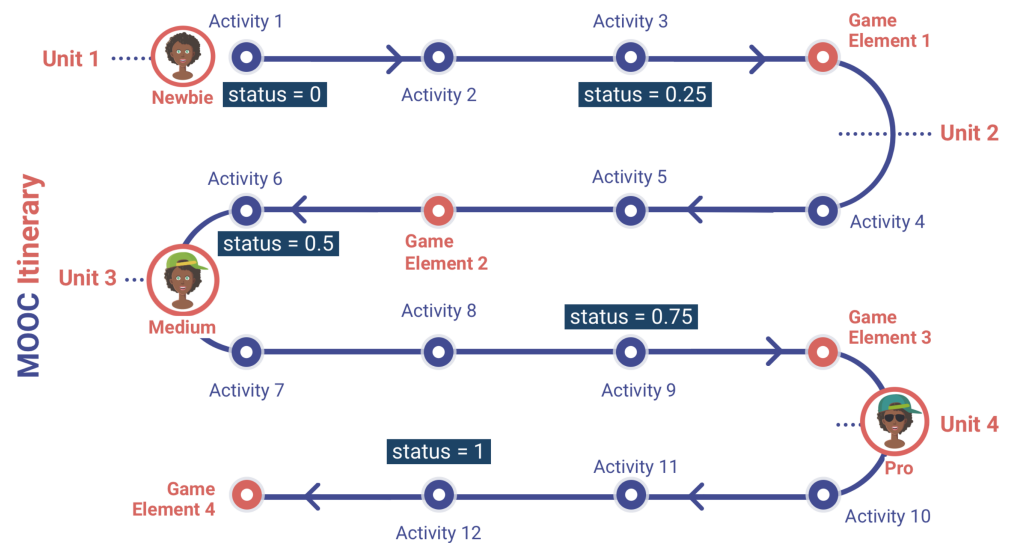 MOOC Itinerary
Activity 1
Activity 3
Game
Element 1
Unit 1
Newbie
status = 0
Activity 2
status = 0.25
Unit 2
Activity 6
Activity 5
Activity 4
status = 0.5
Game
Element 2
Unit 3
Medium
Activity 8
status = 0.75
Game
Element 3
Activity 7
Activity 9
Unit 4
Pro
status = 1
Activity 11
Game
Element 4
Activity 12
Activity 10